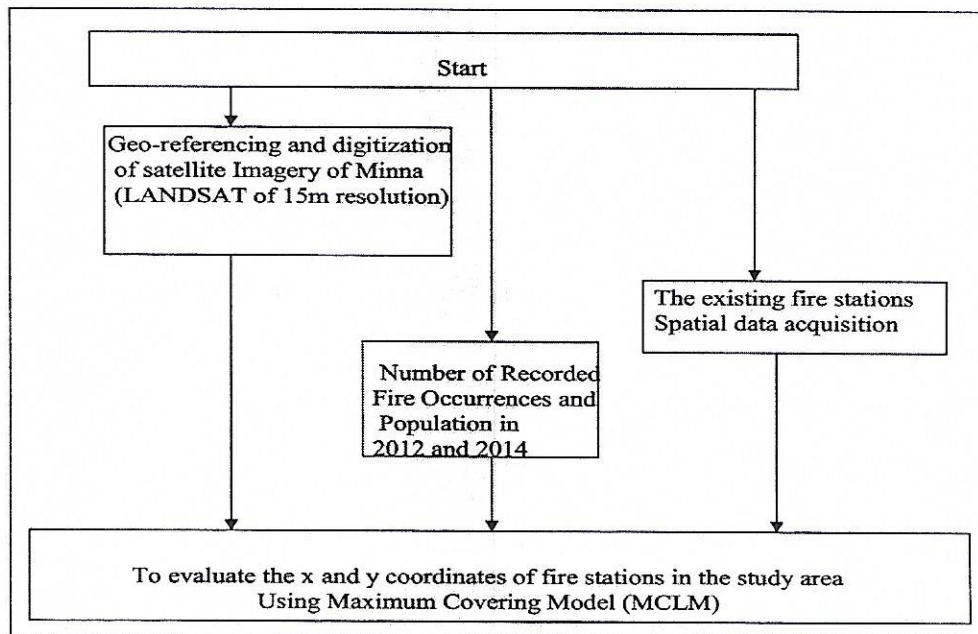 Start
Geo-referencing and digitization
of satellite Imagery of Minna
(LANDSAT of 15m resolution)
The existing fire stations
Spatial data acquisition
Number of Recorded
Fire Occurrences and
Population in
2012 and 2014
To evaluate the x and y coordinates of fire stations in the study area
Using Maximum Covering Model (MCLM)